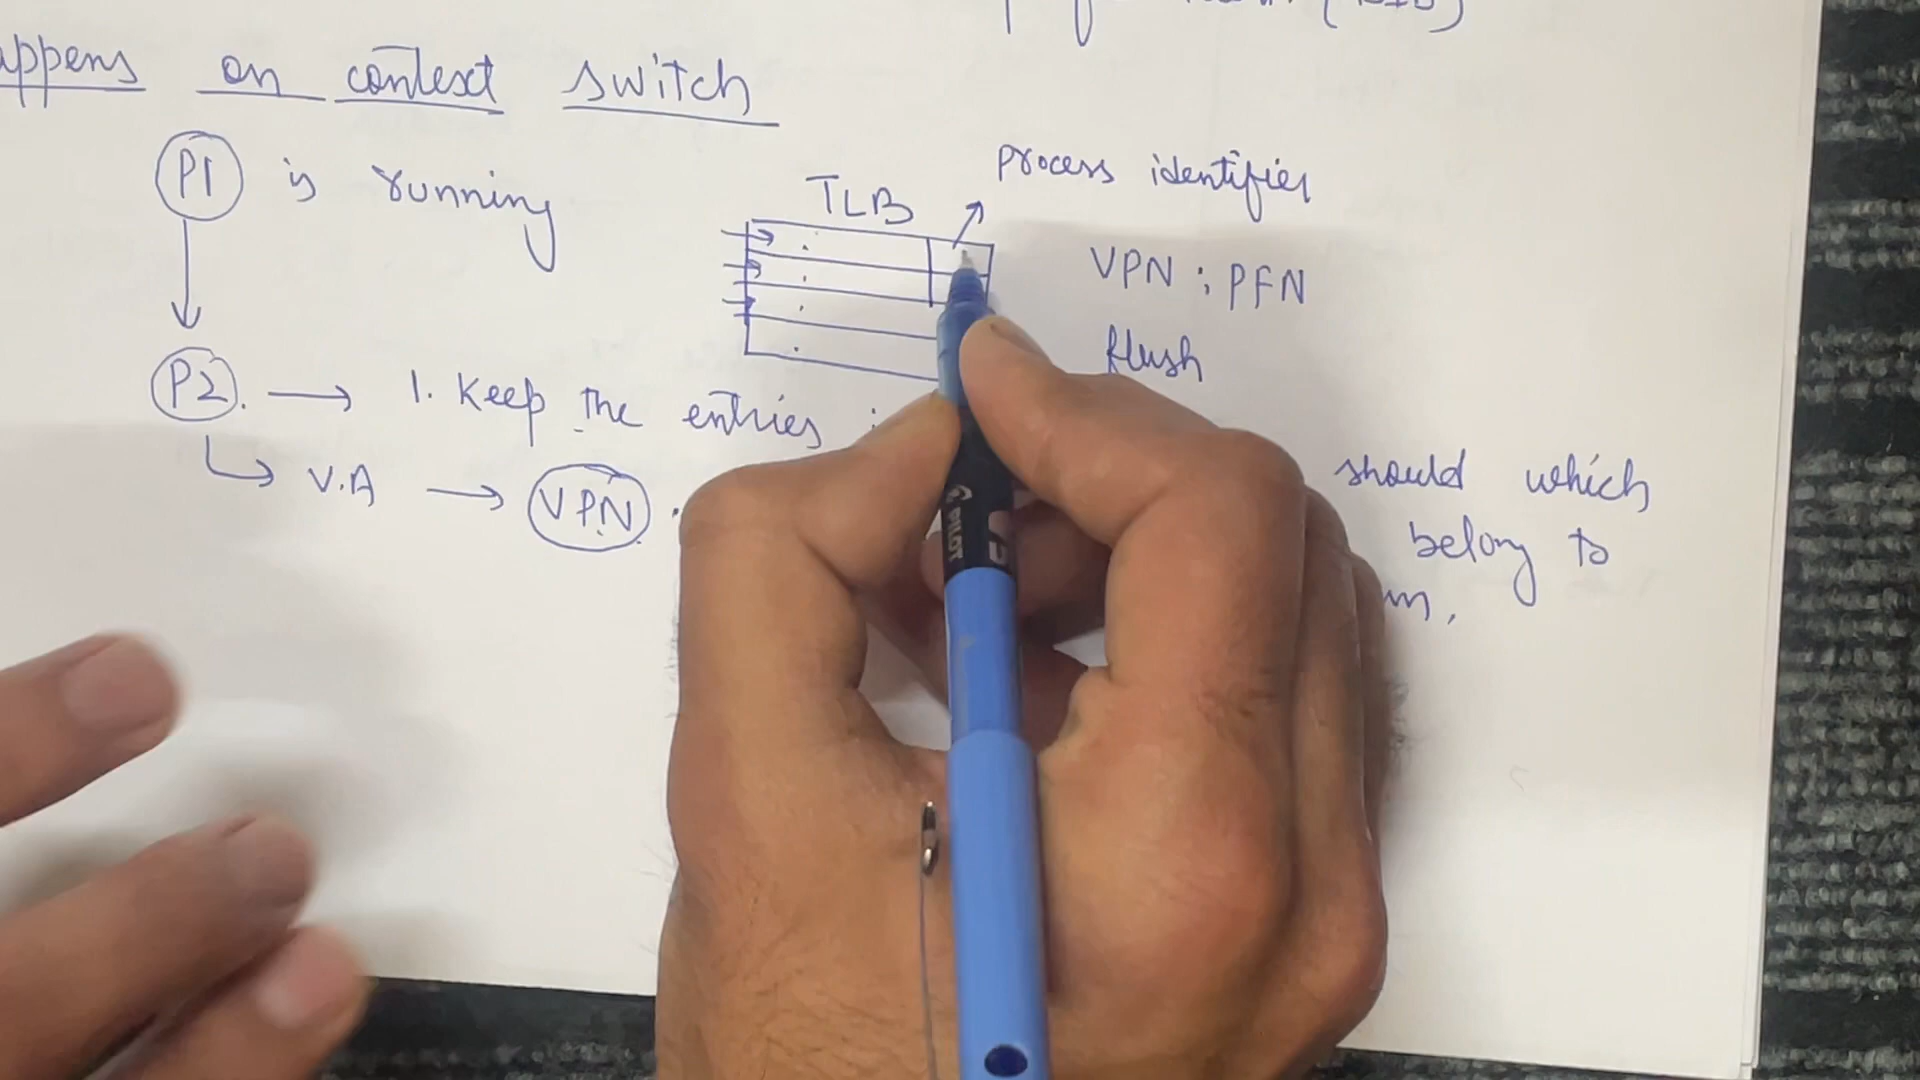 on context switch
P1 is running
TLB
process identifier
VPN : PFN
flush
P2. → 1. Keep the entries
should which
↳ V.A → VPN.
belong to
PILOT